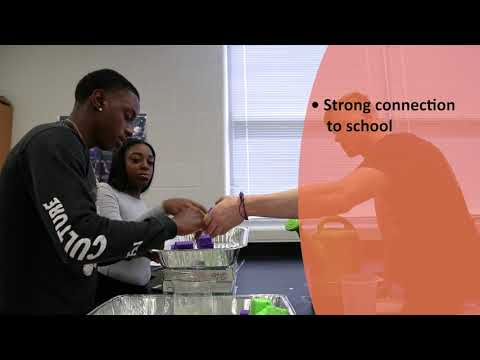 • Strong connection
to school
CULTURE